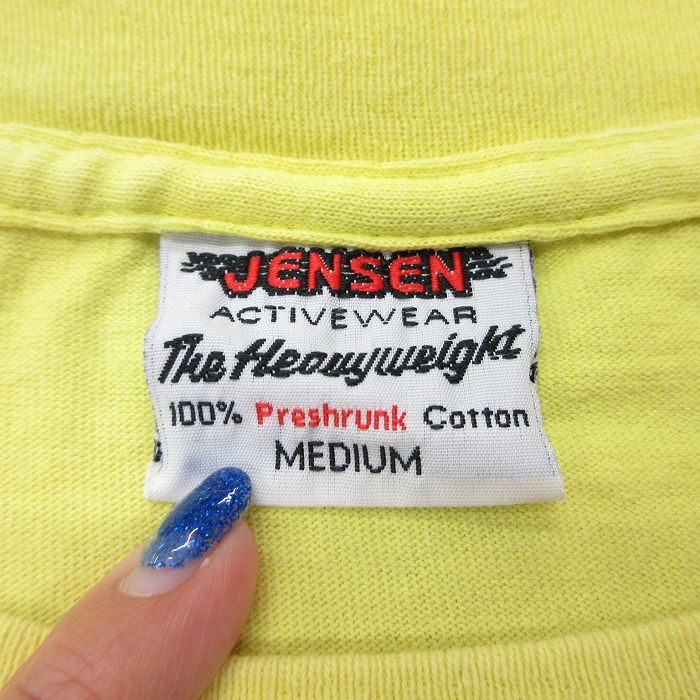 JENSEN
ACTIVEWEAR
The Heavyweight
100% Preshrunk Cotton
MEDIUM